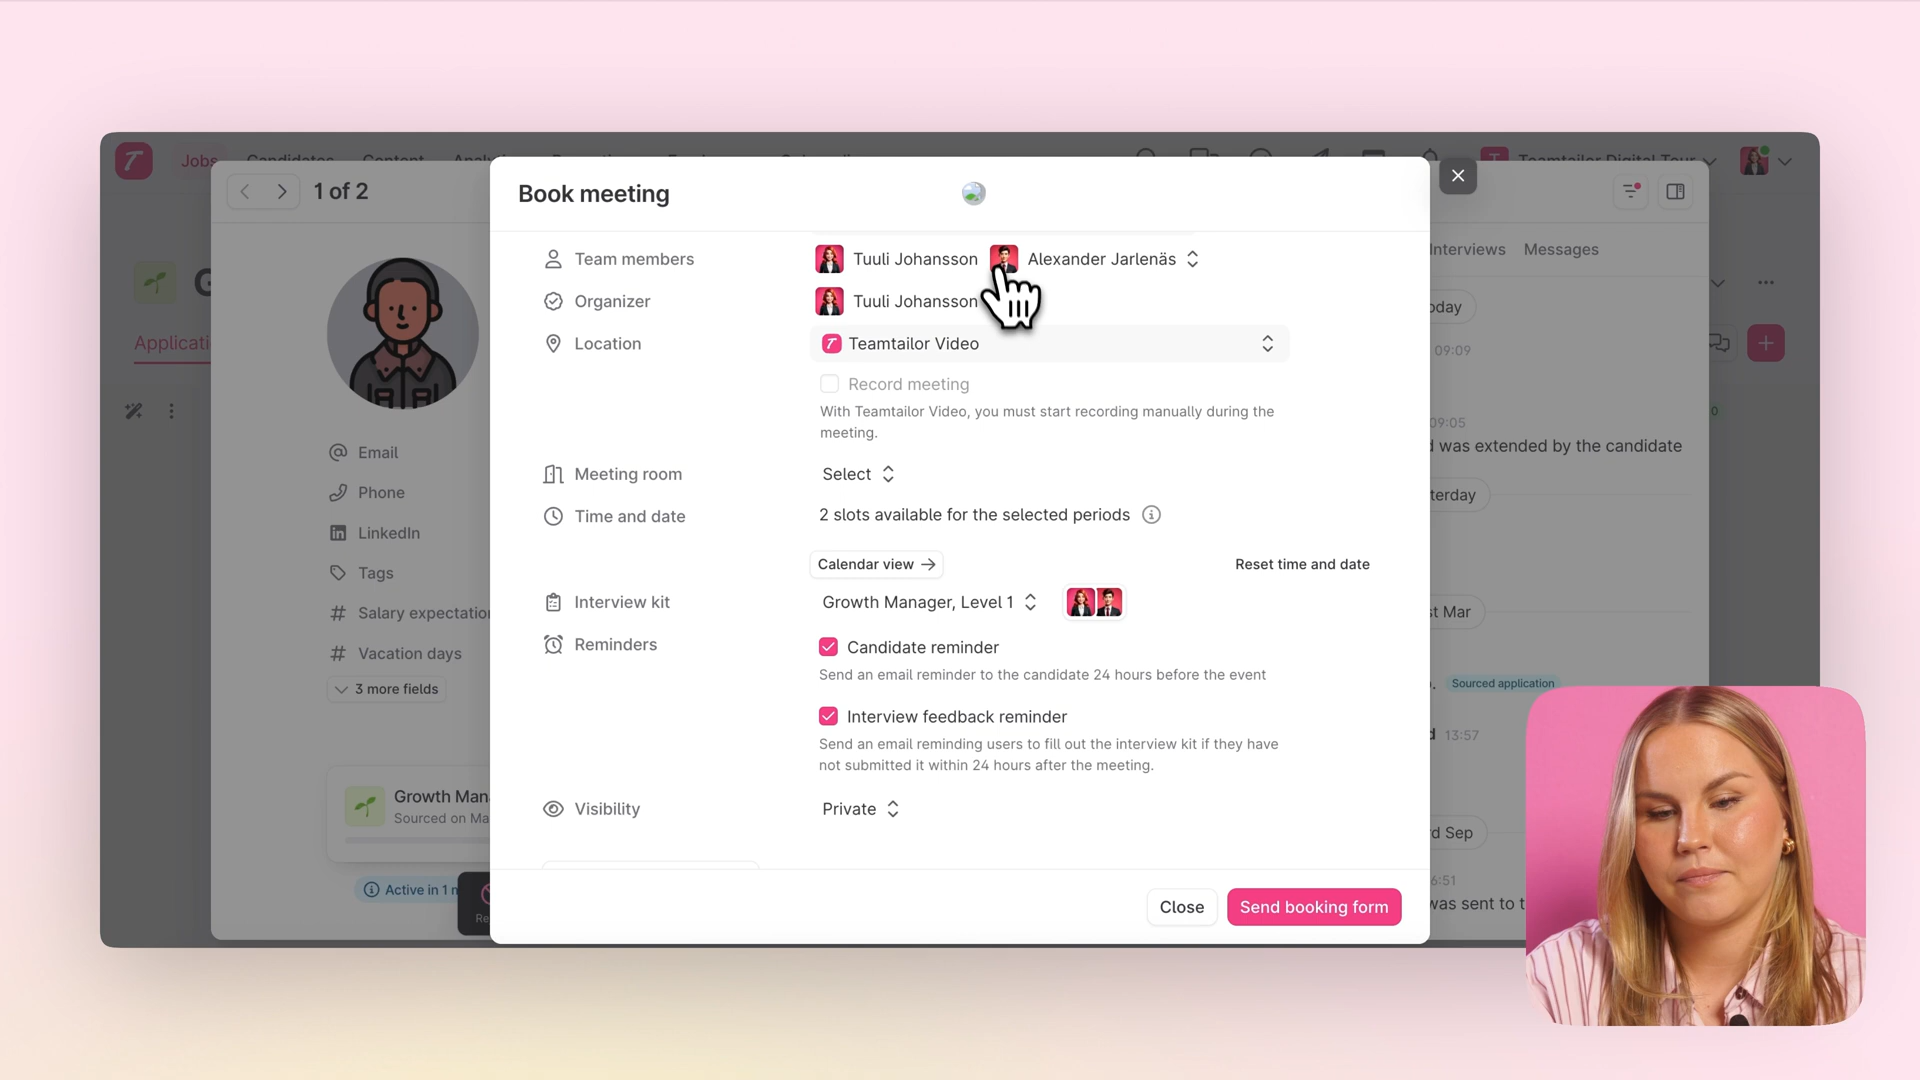 Jobs
Teamtailor Digital Tour
1 of 2
Book meeting
Interviews
Messages
Team members
Tuuli Johansson
Alexander Jarlenäs
Organizer
Tuuli Johansson
Location
Teamtailor Video
Record meeting
With Teamtailor Video, you must start recording manually during the
meeting.
09:09
09:05
was extended by the candidate
Email
Phone
LinkedIn
Tags
Salary expectation
Vacation days
3 more fields
Meeting room
Select
Time and date
2 slots available for the selected periods
Calendar view →
Reset time and date
Interview kit
Growth Manager, Level 1
Reminders
Candidate reminder
Send an email reminder to the candidate 24 hours before the event
Interview feedback reminder
Send an email reminding users to fill out the interview kit if they have
not submitted it within 24 hours after the meeting.
Visibility
Private
Mar
Sourced application
13:57
Sep
was sent to
Growth Man
Sourced on Ma
Active in 1 m
Close
Send booking form